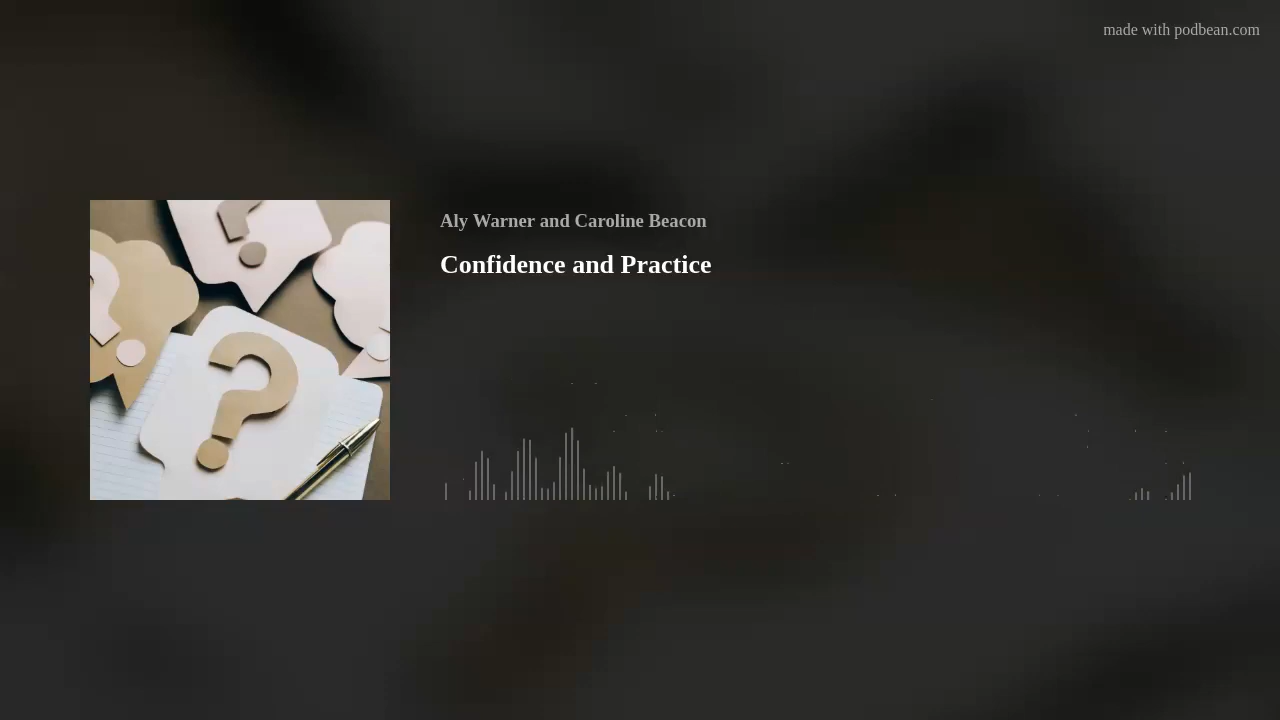 made with podbean.com
Aly Warner and Caroline Beacon
Confidence and Practice